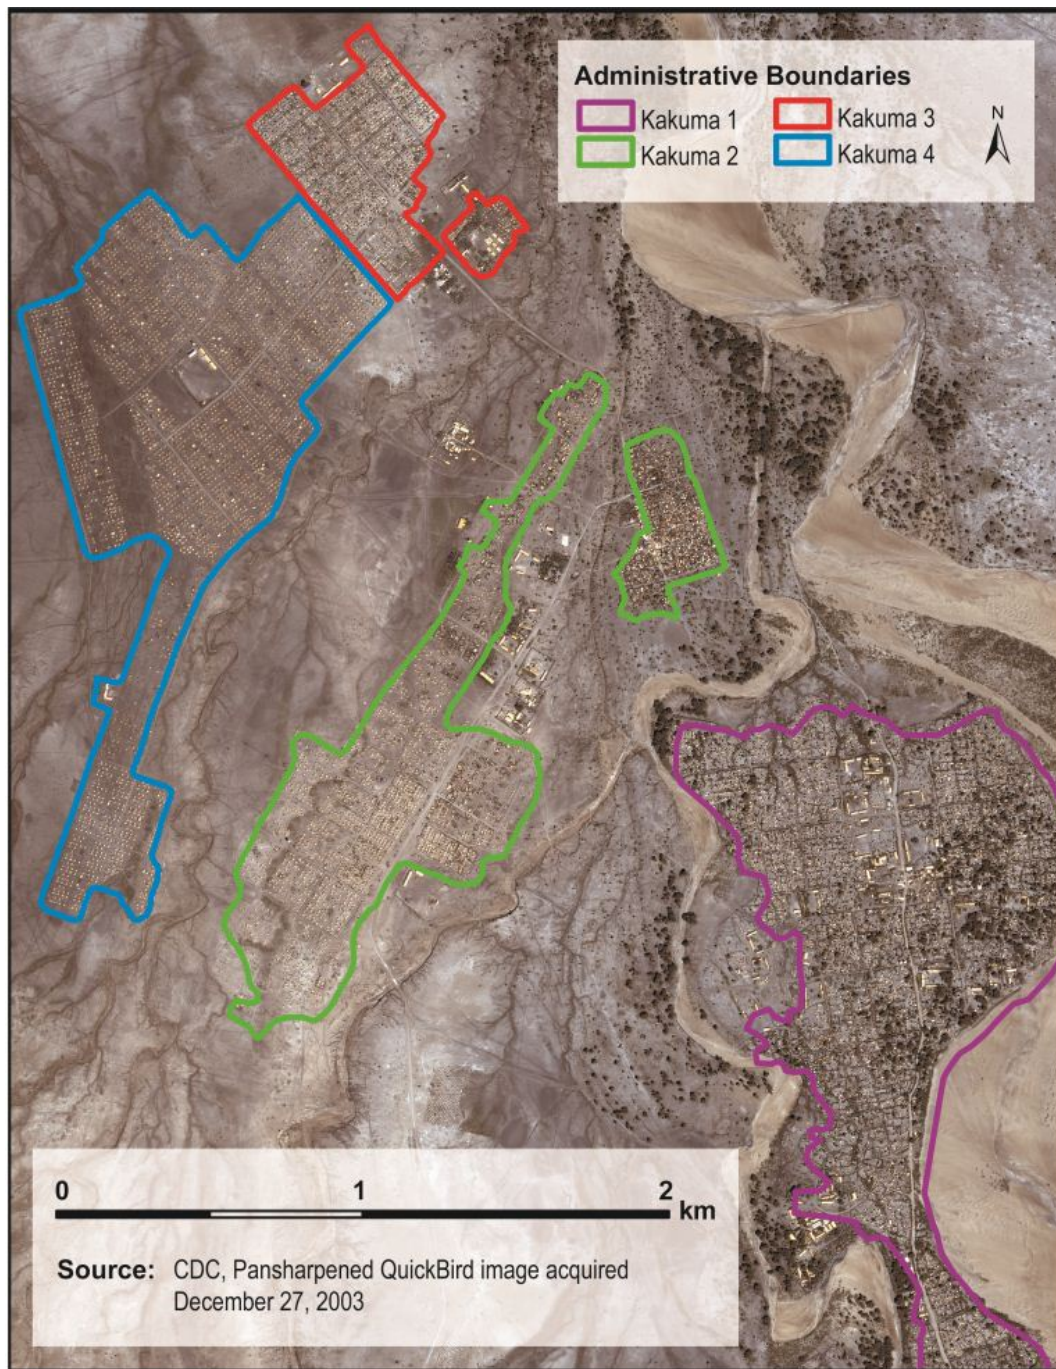 Administrative Boundaries
Kakuma 1
Kakuma 3
Kakuma 2
Kakuma 4
N
0 1 2 km
Source: CDC, Pansharpened QuickBird image acquired
December 27, 2003